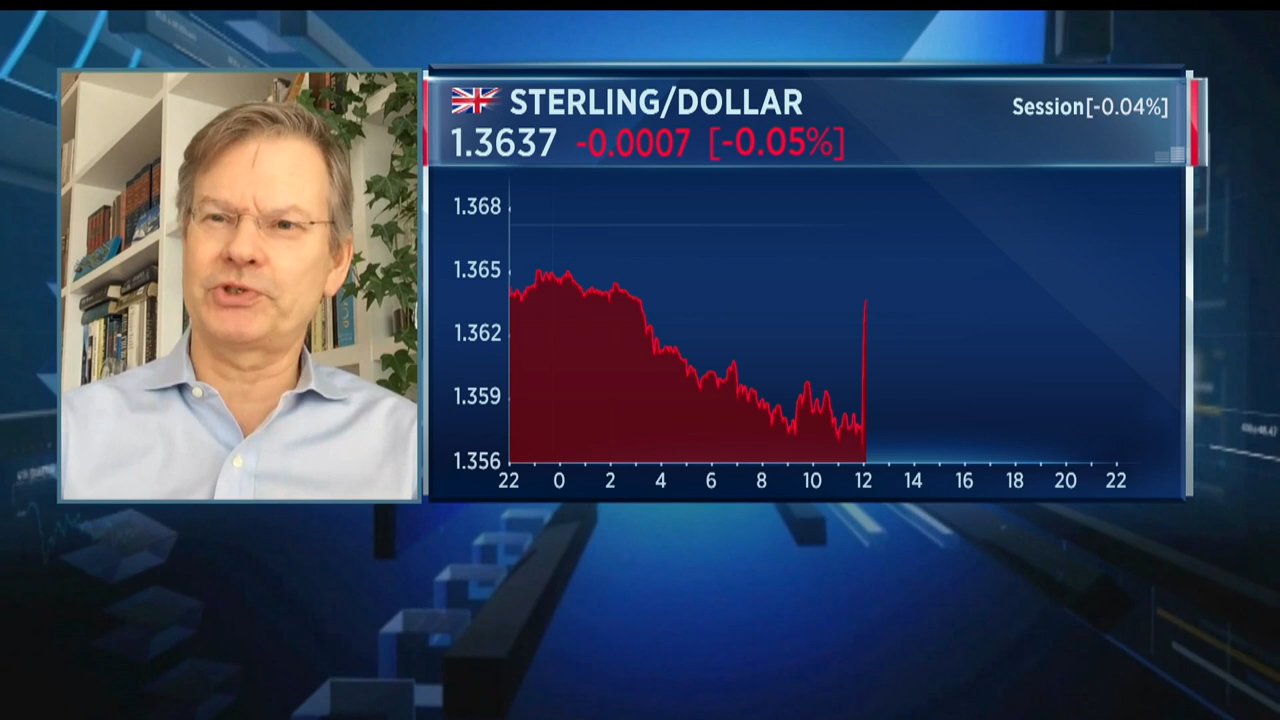 STERLING/DOLLAR
Session[-0.04%]
1.3637 -0.0007 [-0.05%]
1.368
1.365
1.362
1.359
1.356
22 0 2 4 6 8 10 12 14 16 18 20 22